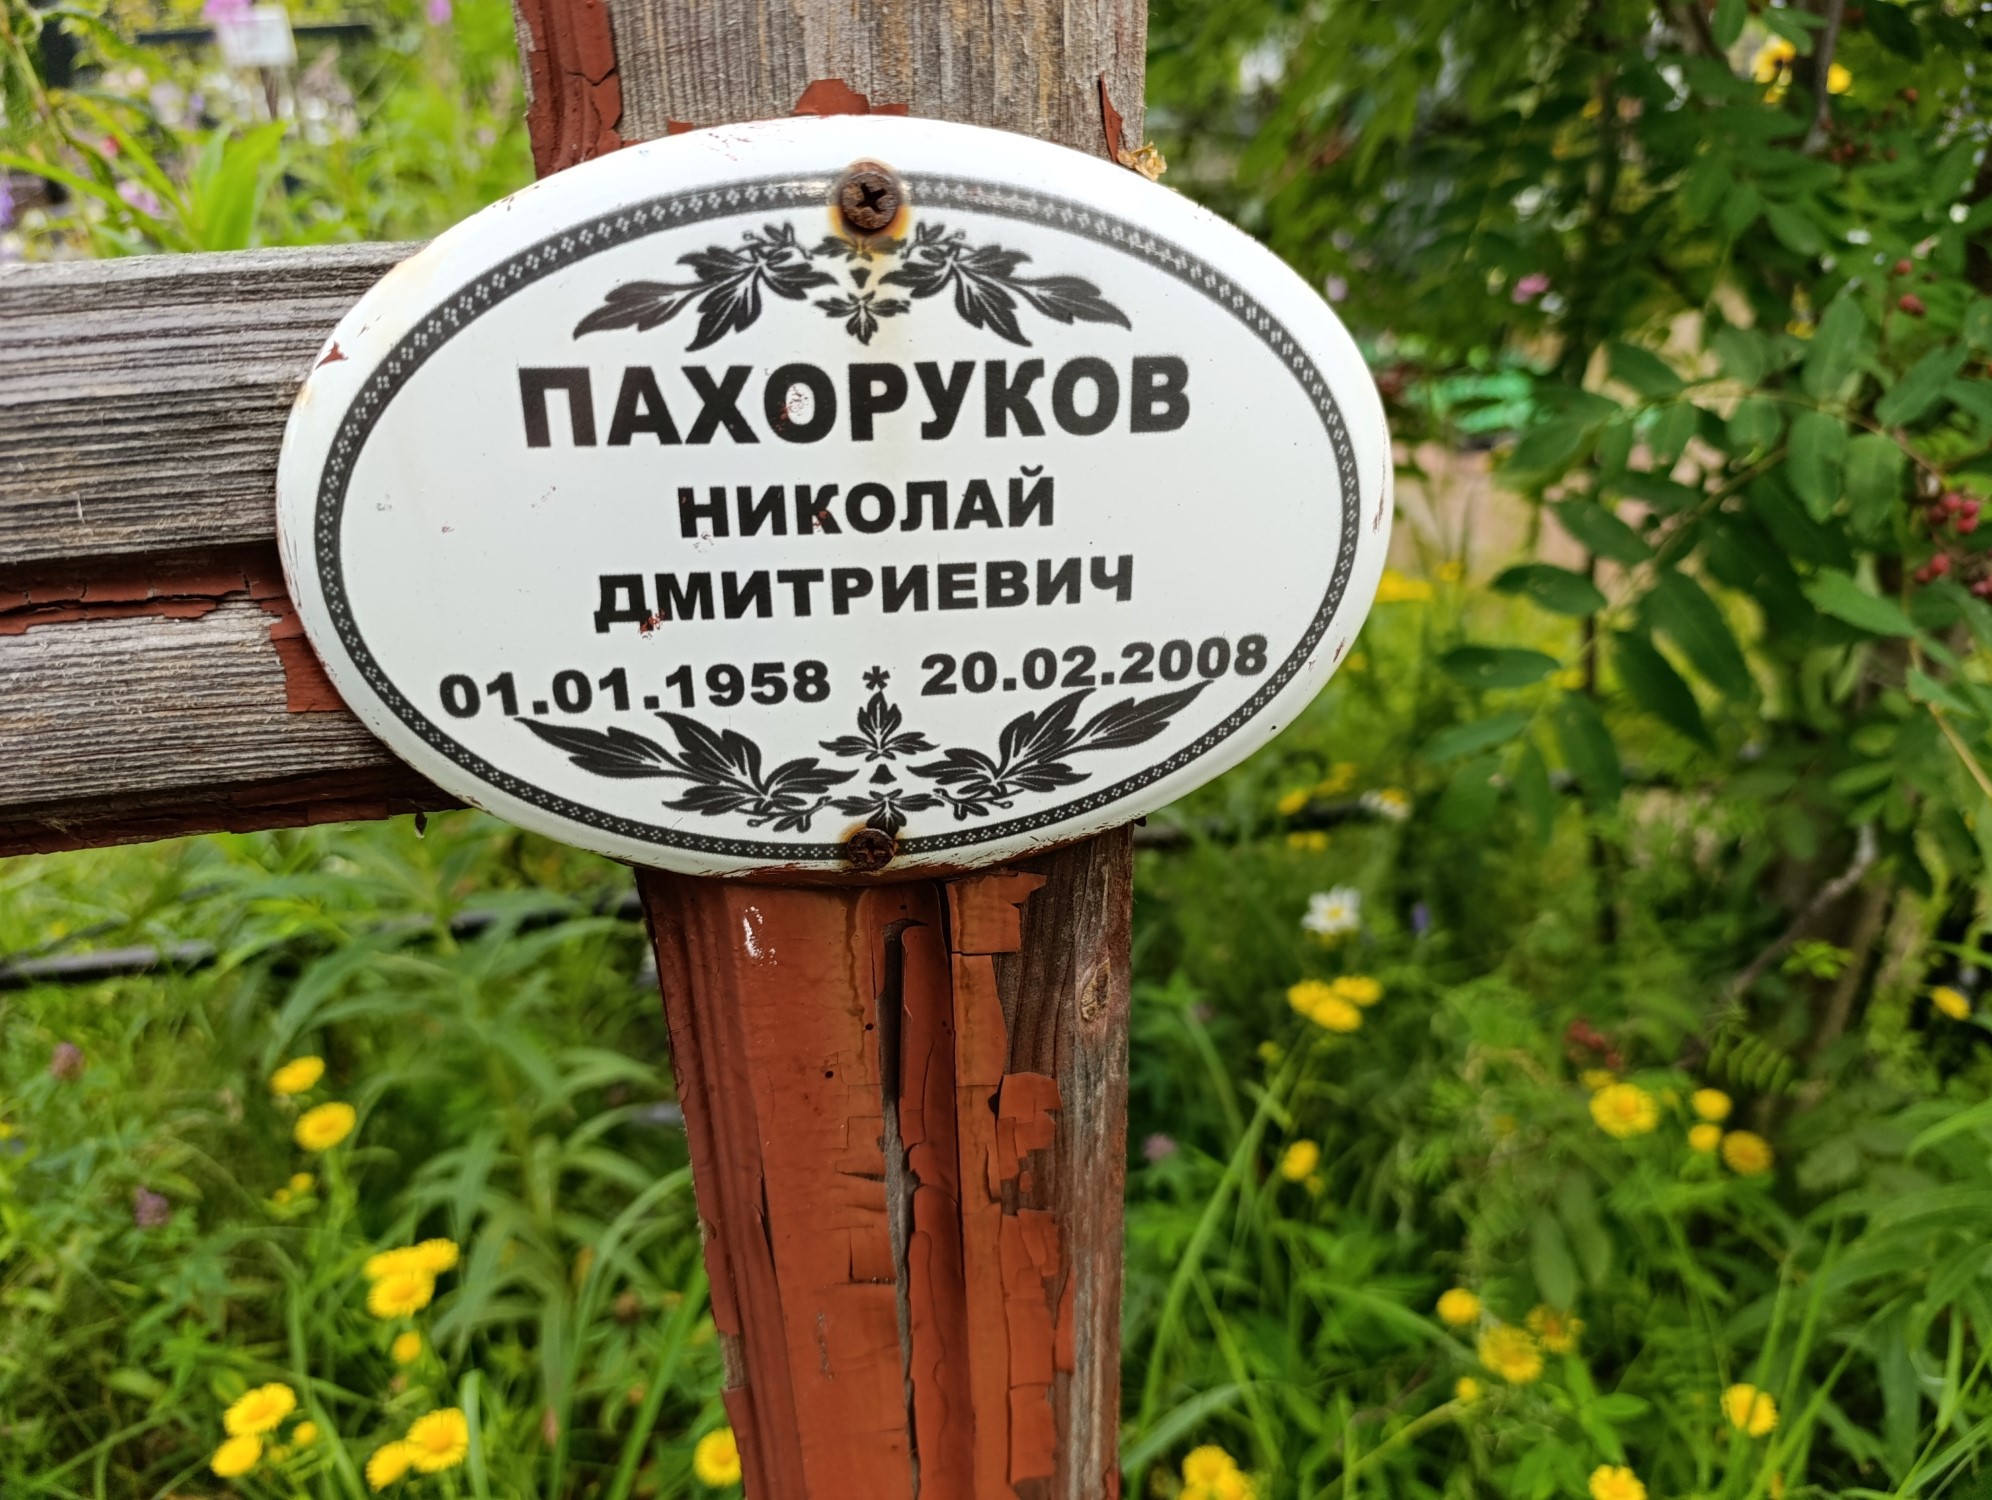 ПАХОРУКОВ
НИКОЛАЙ
ДМИТРИЕВИЧ
01.01.1958 * 20.02.2008